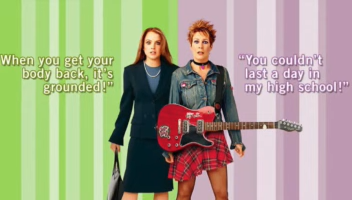 "When you get your
body back, it's
grounded!"
"You couldn't
last a day in
my high school!"